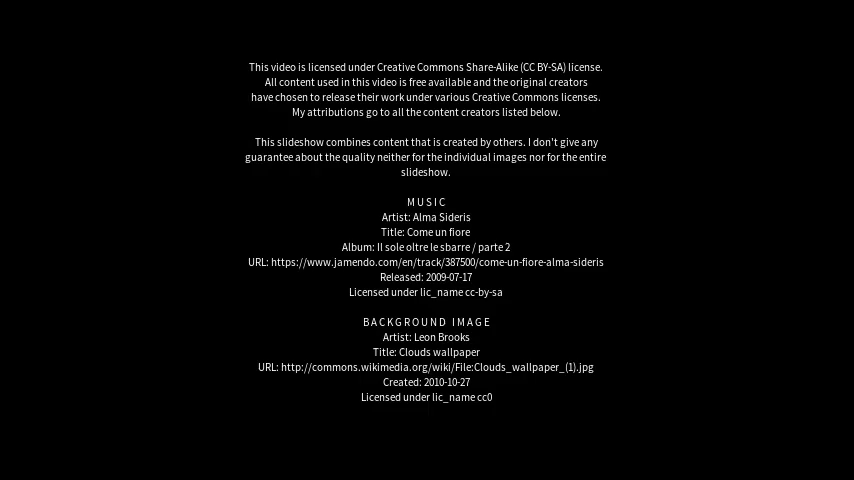 This video is licensed under Creative Commons Share-Alike (CC BY-SA) license.
All content used in this video is free available and the original creators
have chosen to release their work under various Creative Commons licenses.
My attributions go to all the content creators listed below.
This slideshow combines content that is created by others. I don't give any
guarantee about the quality neither for the individual images nor for the entire
slideshow.
MUSIC
Artist: Alma Sideris
Title: Come un fiore
Album: Il sole oltre le sbarre / parte 2
URL: https://www.jamendo.com/en/track/387500/come-un-fiore-alma-sideris
Released: 2009-07-17
Licensed under lic_name cc-by-sa
BACKGROUND IMAGE
Artist: Leon Brooks
Title: Clouds wallpaper
URL: http://commons.wikimedia.org/wiki/File:Clouds_wallpaper_(1).jpg
Created: 2010-10-27
Licensed under lic_name cc0